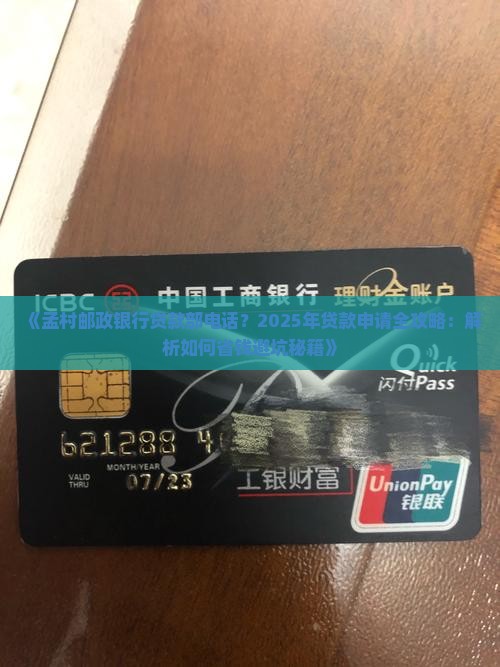 ICBC 中国工商银行 理财金账户
《孟村邮政银行贷款部电话？2025年贷款申请全攻略：解
析如何省钱避坑秘籍》
Quick
闪付Pass
621288 4
MONTH/YEAR
VALID
THRU
07/23
工银财富
UnionPay
银联